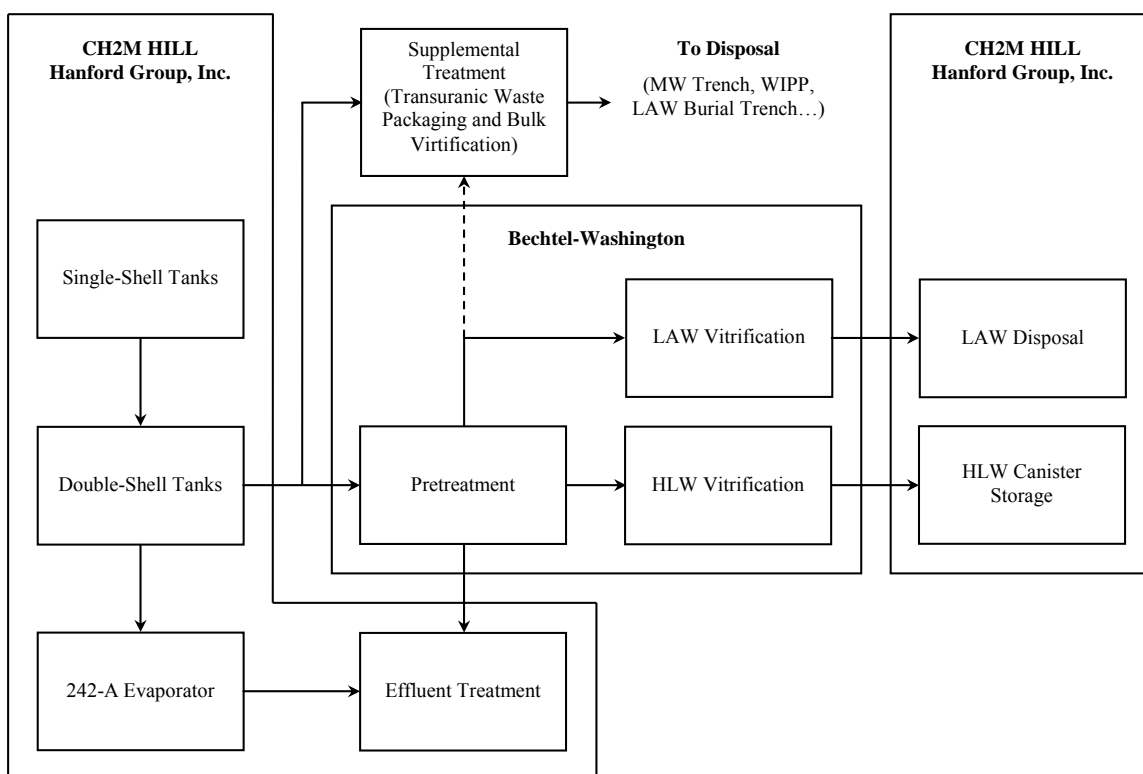 CH2M HILL
Hanford Group, Inc.
Supplemental
Treatment
(Transuranic Waste
Packaging and Bulk
Virtification)
To Disposal
(MW Trench, WIPP,
LAW Burial Trench…)
CH2M HILL
Hanford Group, Inc.
Bechtel-Washington
Single-Shell Tanks
LAW Vitrification
LAW Disposal
Double-Shell Tanks
Pretreatment
HLW Vitrification
HLW Canister
Storage
242-A Evaporator
Effluent Treatment